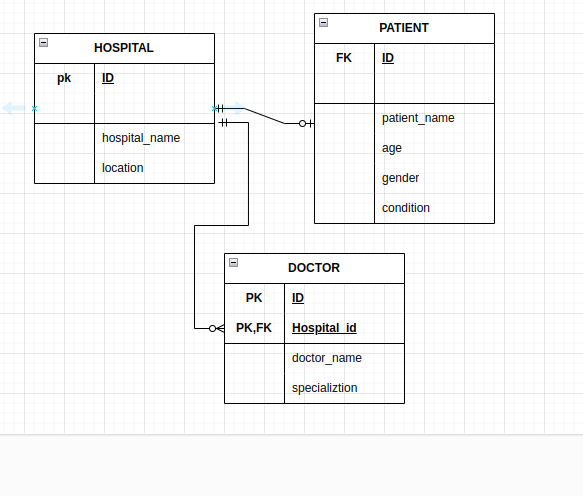 HOSPITAL
pk ID
hospital_name
location
PATIENT
FK ID
patient_name
age
gender
condition
DOCTOR
PK ID
PK,FK Hospital_id
doctor_name
specializtion